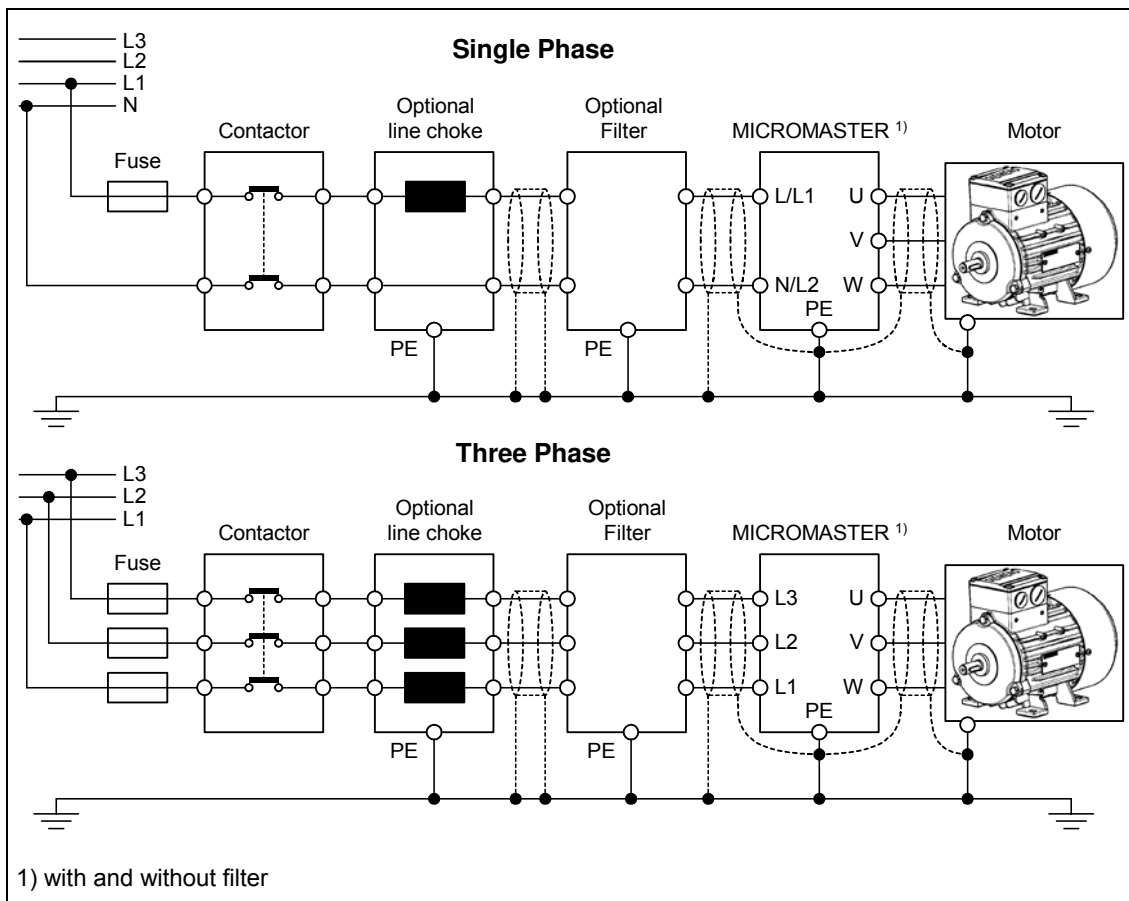 L3
Single Phase
L2
L1
N
Optional
line choke
Optional
Filter
Contactor
MICROMASTER 1)
Motor
Fuse
L/L1
U
V
N/L2
W
PE
PE
PE
Three Phase
L3
L2
L1
Optional
line choke
Optional
Filter
Contactor
MICROMASTER 1)
Motor
Fuse
L3
U
L2
V
L1
W
PE
PE
PE
1) with and without filter